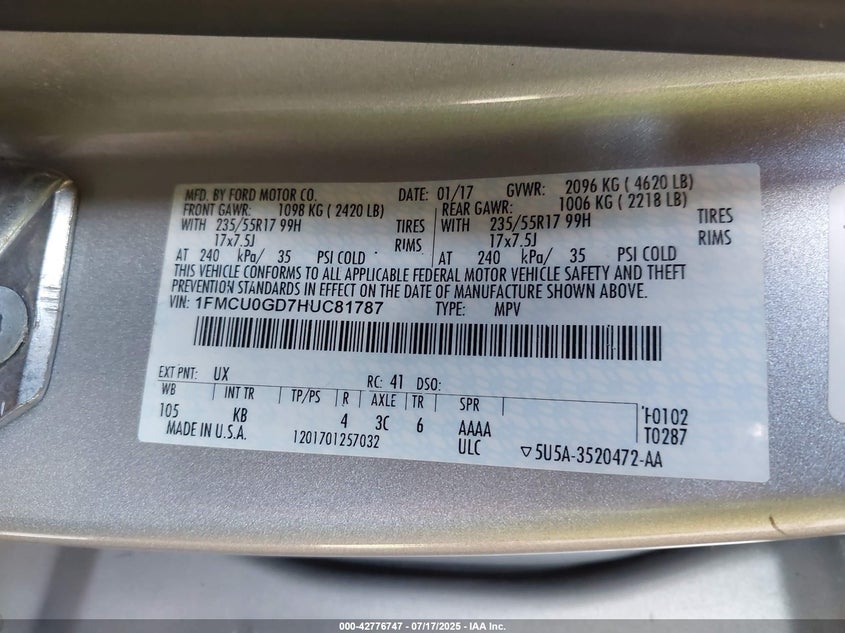 MFD. BY FORD MOTOR CO. DATE: 01/17 GVWR: 2096 KG ( 4620 LB)
FRONT GAWR: 1098 KG ( 2420 LB) REAR GAWR: 1006 KG ( 2218 LB)
WITH 235/55R17 99H TIRES WITH 235/55R17 99H TIRES
17x7.5J RIMS 17x7.5J RIMS
AT 240 kPa/ 35 PSI COLD AT 240 kPa/ 35 PSI COLD
THIS VEHICLE CONFORMS TO ALL APPLICABLE FEDERAL MOTOR VEHICLE SAFETY AND THEFT
PREVENTION STANDARDS IN EFFECT ON THE DATE OF MANUFACTURE SHOWN ABOVE.
VIN: 1FMCU0GD7HUC81787 TYPE: MPV
EXT PNT: UX RC: 41 DSO:
WB INT TR TP/PS R AXLE TR SPR
105 KB 4 3C 6 AAAA F0102
MADE IN U.S.A. 1201701257032 ULC T0287
▽5U5A-3520472-AA
000-42776747 - 07/17/2025 - IAA Inc.